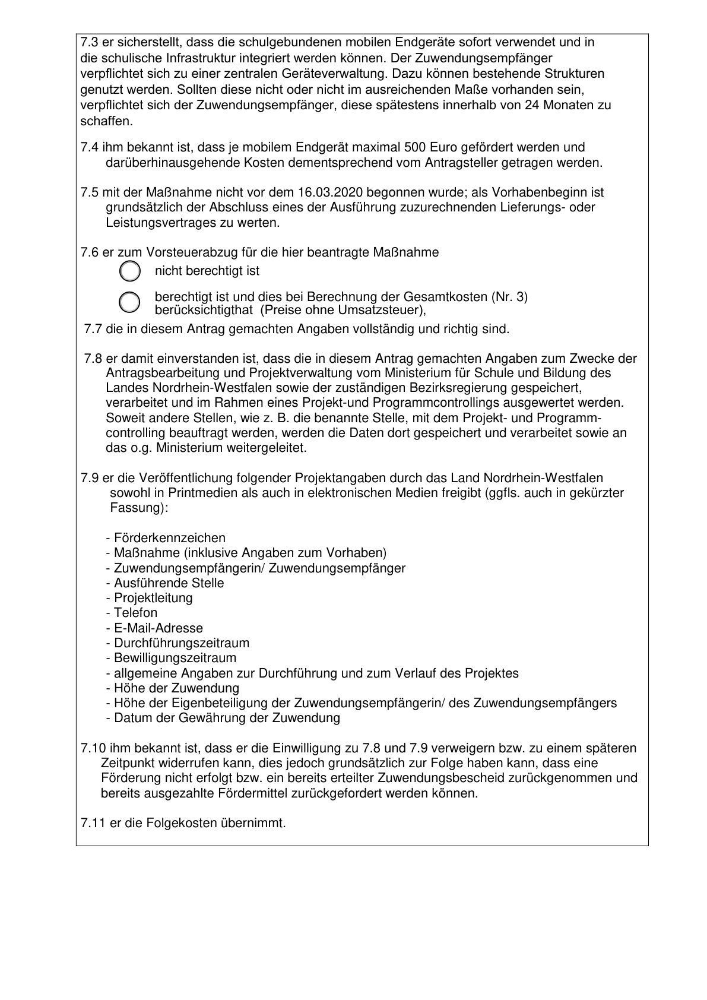 7.3 er sicherstellt, dass die schulgebundenen mobilen Endgeräte sofort verwendet und in
die schulische Infrastruktur integriert werden können. Der Zuwendungsempfänger
verpflichtet sich zu einer zentralen Geräteverwaltung. Dazu können bestehende Strukturen
genutzt werden. Sollten diese nicht oder nicht im ausreichenden Maße vorhanden sein,
verpflichtet sich der Zuwendungsempfänger, diese spätestens innerhalb von 24 Monaten zu
schaffen.
7.4 ihm bekannt ist, dass je mobilem Endgerät maximal 500 Euro gefördert werden und
darüberhinausgehende Kosten dementsprechend vom Antragsteller getragen werden.
7.5 mit der Maßnahme nicht vor dem 16.03.2020 begonnen wurde; als Vorhabenbeginn ist
grundsätzlich der Abschluss eines der Ausführung zuzurechnenden Lieferungs- oder
Leistungsvertrages zu werten.
7.6 er zum Vorsteuerabzug für die hier beantragte Maßnahme
nicht berechtigt ist
berechtigt ist und dies bei Berechnung der Gesamtkosten (Nr. 3)
berücksichtigthat  (Preise ohne Umsatzsteuer),
7.7 die in diesem Antrag gemachten Angaben vollständig und richtig sind.
7.8 er damit einverstanden ist, dass die in diesem Antrag gemachten Angaben zum Zwecke der
Antragsbearbeitung und Projektverwaltung vom Ministerium für Schule und Bildung des
Landes Nordrhein-Westfalen sowie der zuständigen Bezirksregierung gespeichert,
verarbeitet und im Rahmen eines Projekt-und Programmcontrollings ausgewertet werden.
Soweit andere Stellen, wie z. B. die benannte Stelle, mit dem Projekt- und Programm-
controlling beauftragt werden, werden die Daten dort gespeichert und verarbeitet sowie an
das o.g. Ministerium weitergeleitet.
7.9 er die Veröffentlichung folgender Projektangaben durch das Land Nordrhein-Westfalen
sowohl in Printmedien als auch in elektronischen Medien freigibt (ggfls. auch in gekürzter
Fassung):
- Förderkennzeichen
- Maßnahme (inklusive Angaben zum Vorhaben)
- Zuwendungsempfängerin/ Zuwendungsempfänger
- Ausführende Stelle
- Projektleitung
- Telefon
- E-Mail-Adresse
- Durchführungszeitraum
- Bewilligungszeitraum
- allgemeine Angaben zur Durchführung und zum Verlauf des Projektes
- Höhe der Zuwendung
- Höhe der Eigenbeteiligung der Zuwendungsempfängerin/ des Zuwendungsempfängers
- Datum der Gewährung der Zuwendung
7.10 ihm bekannt ist, dass er die Einwilligung zu 7.8 und 7.9 verweigern bzw. zu einem späteren
Zeitpunkt widerrufen kann, dies jedoch grundsätzlich zur Folge haben kann, dass eine
Förderung nicht erfolgt bzw. ein bereits erteilter Zuwendungsbescheid zurückgenommen und
bereits ausgezahlte Fördermittel zurückgefordert werden können.
7.11 er die Folgekosten übernimmt.